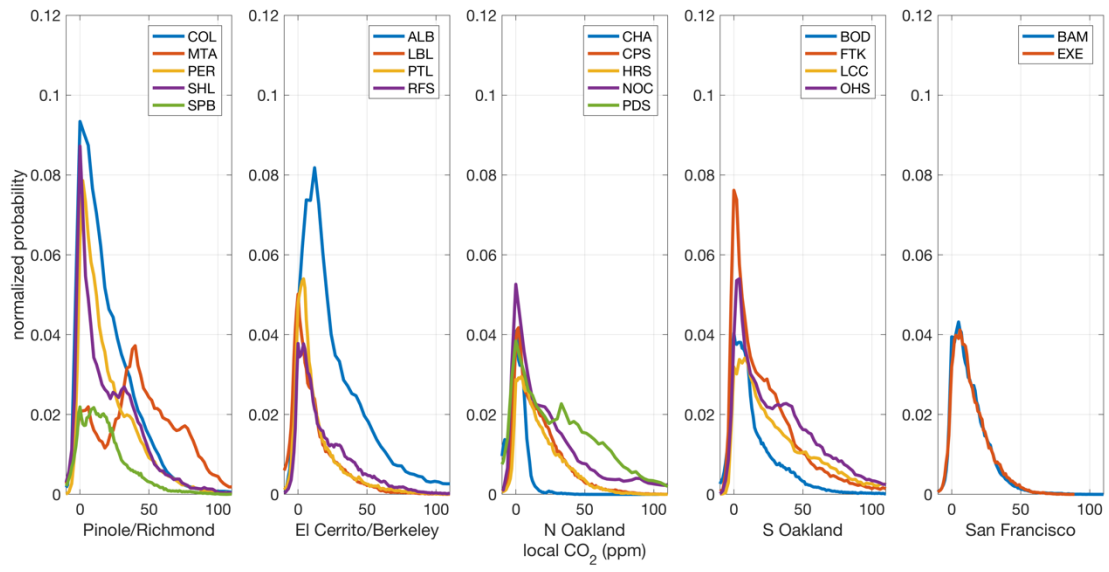 normalized probability
0.12
0.1
0.08
0.06
0.04
0.02
0
COL
MTA
PER
SHL
SPB
0 50 100
Pinole/Richmond
0.12
0.1
0.08
0.06
0.04
0.02
0
ALB
LBL
PTL
RFS
0 50 100
El Cerrito/Berkeley
0.12
0.1
0.08
0.06
0.04
0.02
0
CHA
CPS
HRS
NOC
PDS
0 50 100
N Oakland
local CO₂ (ppm)
0.12
0.1
0.08
0.06
0.04
0.02
0
BOD
FTK
LCC
OHS
0 50 100
S Oakland
0.12
0.1
0.08
0.06
0.04
0.02
0
BAM
EXE
0 50 100
San Francisco